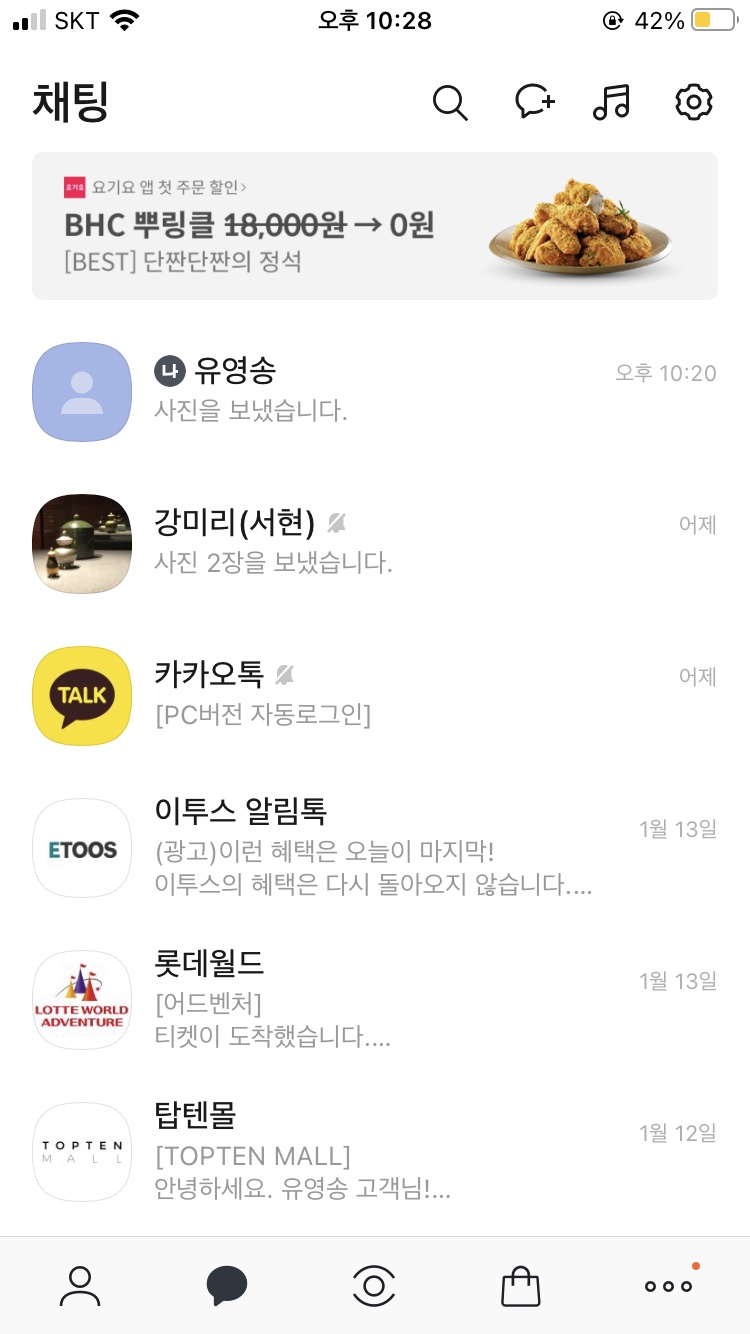 SKT 오후 10:28 42%
채팅
요기요 요기요 앱 첫 주문 할인>
BHC 뿌링클 18,000원 → 0원
[BEST] 단짠단짠의 정석
나 유영송 오후 10:20
사진을 보냈습니다.
강미리(서현) 어제
사진 2장을 보냈습니다.
TALK
카카오톡 어제
[PC버전 자동로그인]
ETOOS
이투스 알림톡 1월 13일
(광고)이런 혜택은 오늘이 마지막!
이투스의 혜택은 다시 돌아오지 않습니다....
LOTTE WORLD
ADVENTURE
롯데월드 1월 13일
[어드벤처]
티켓이 도착했습니다....
TOPTEN
MALL
탑텐몰 1월 12일
[TOPTEN MALL]
안녕하세요. 유영송 고객님!...